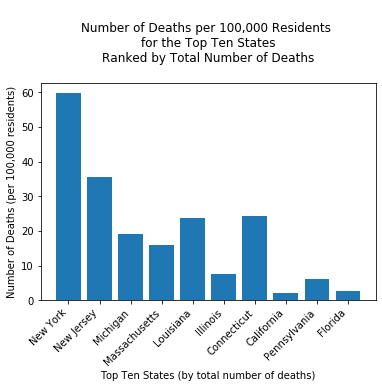 Number of Deaths per 100,000 Residents
for the Top Ten States
Ranked by Total Number of Deaths
Number of Deaths (per 100,000 residents)
60
50
40
30
20
10
0
New York
New Jersey
Michigan
Massachusetts
Louisiana
Illinois
Connecticut
California
Pennsylvania
Florida
Top Ten States (by total number of deaths)